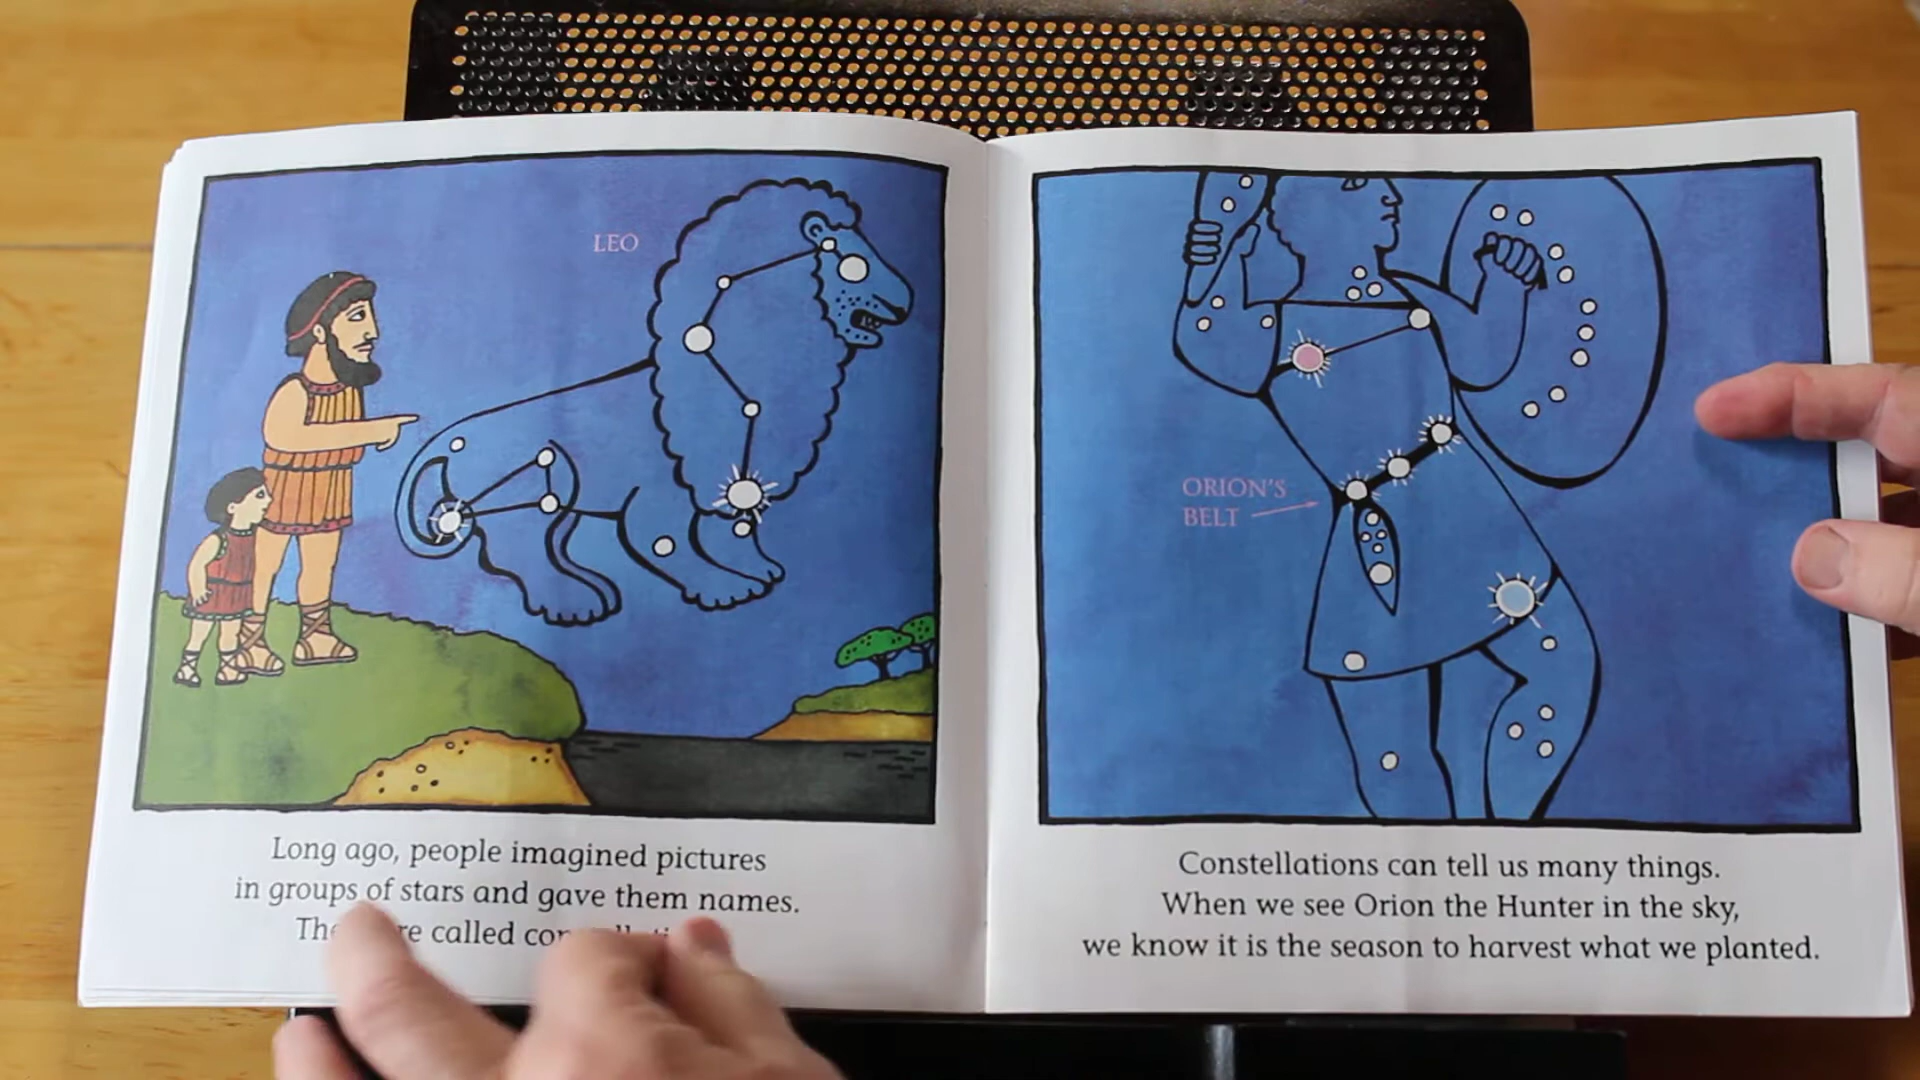 LEO
Long ago, people imagined pictures
in groups of stars and gave them names.
called
ORION'S
BELT
Constellations can tell us many things.
When we see Orion the Hunter in the sky,
we know it is the season to harvest what we planted.